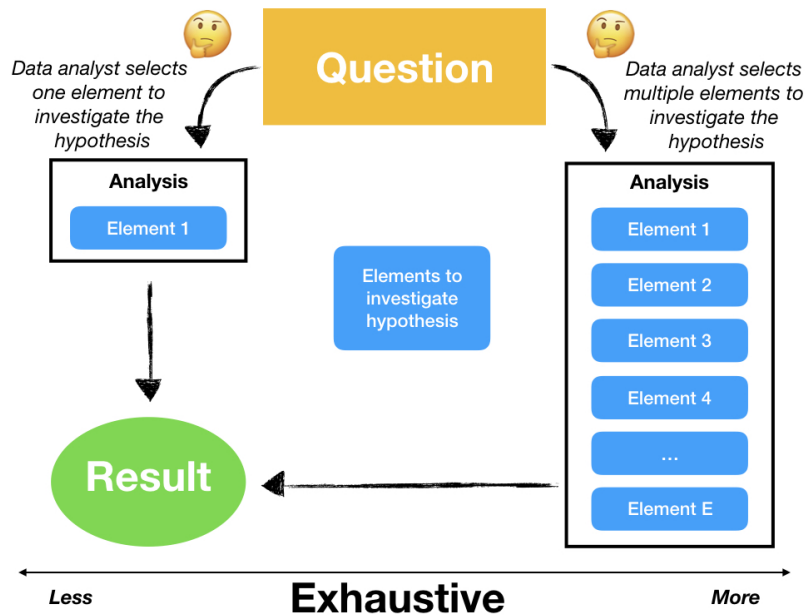 Question
Data analyst selects
one element to
investigate the
hypothesis
Data analyst selects
multiple elements to
investigate the
hypothesis
Analysis
Element 1
Elements to
investigate
hypothesis
Analysis
Element 1
Element 2
Element 3
Element 4
...
Element E
Result
Less
Exhaustive
More